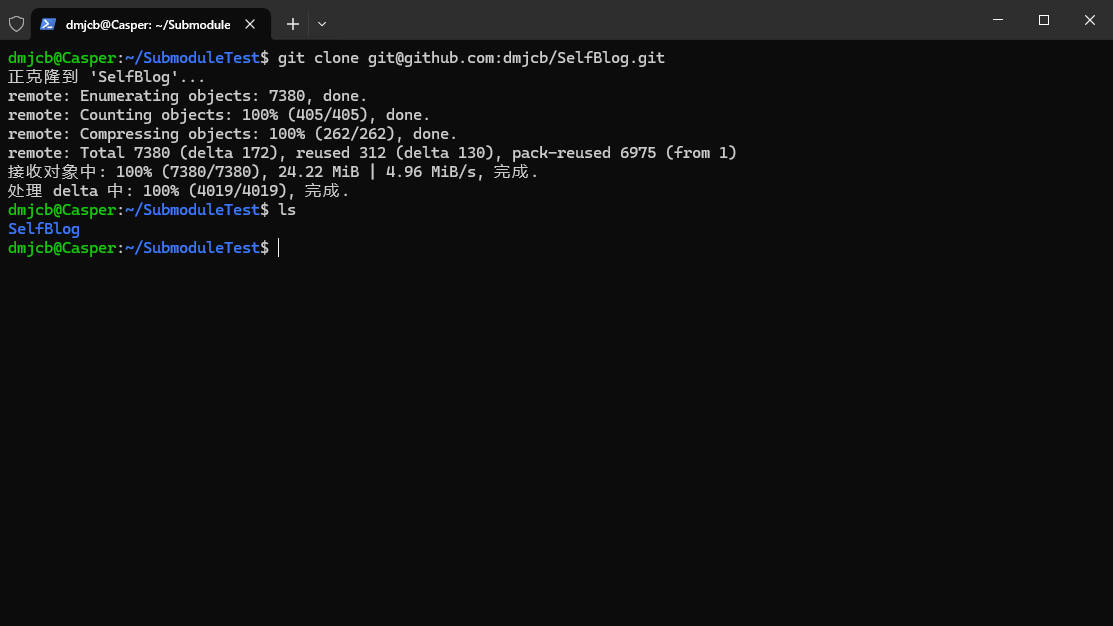 dmjcb@Casper: ~/Submodule
dmjcb@Casper:~/SubmoduleTest$ git clone git@github.com:dmjcb/SelfBlog.git
正克隆到 'SelfBlog'...
remote: Enumerating objects: 7380, done.
remote: Counting objects: 100% (405/405), done.
remote: Compressing objects: 100% (262/262), done.
remote: Total 7380 (delta 172), reused 312 (delta 130), pack-reused 6975 (from 1)
接收对象中: 100% (7380/7380), 24.22 MiB | 4.96 MiB/s, 完成.
处理 delta 中: 100% (4019/4019), 完成.
dmjcb@Casper:~/SubmoduleTest$ ls
SelfBlog
dmjcb@Casper:~/SubmoduleTest$